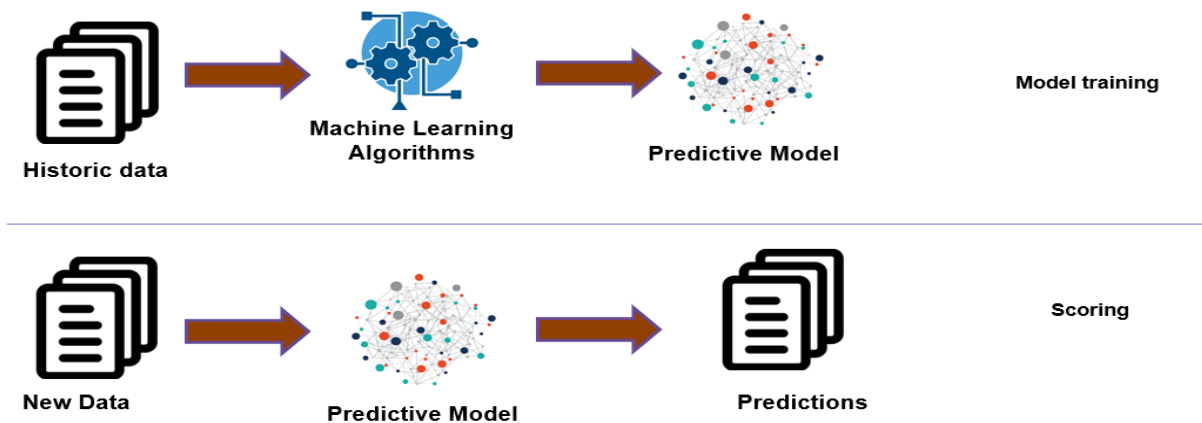 Historic data
Machine Learning
Algorithms
Predictive Model
Model training
New Data
Predictive Model
Predictions
Scoring